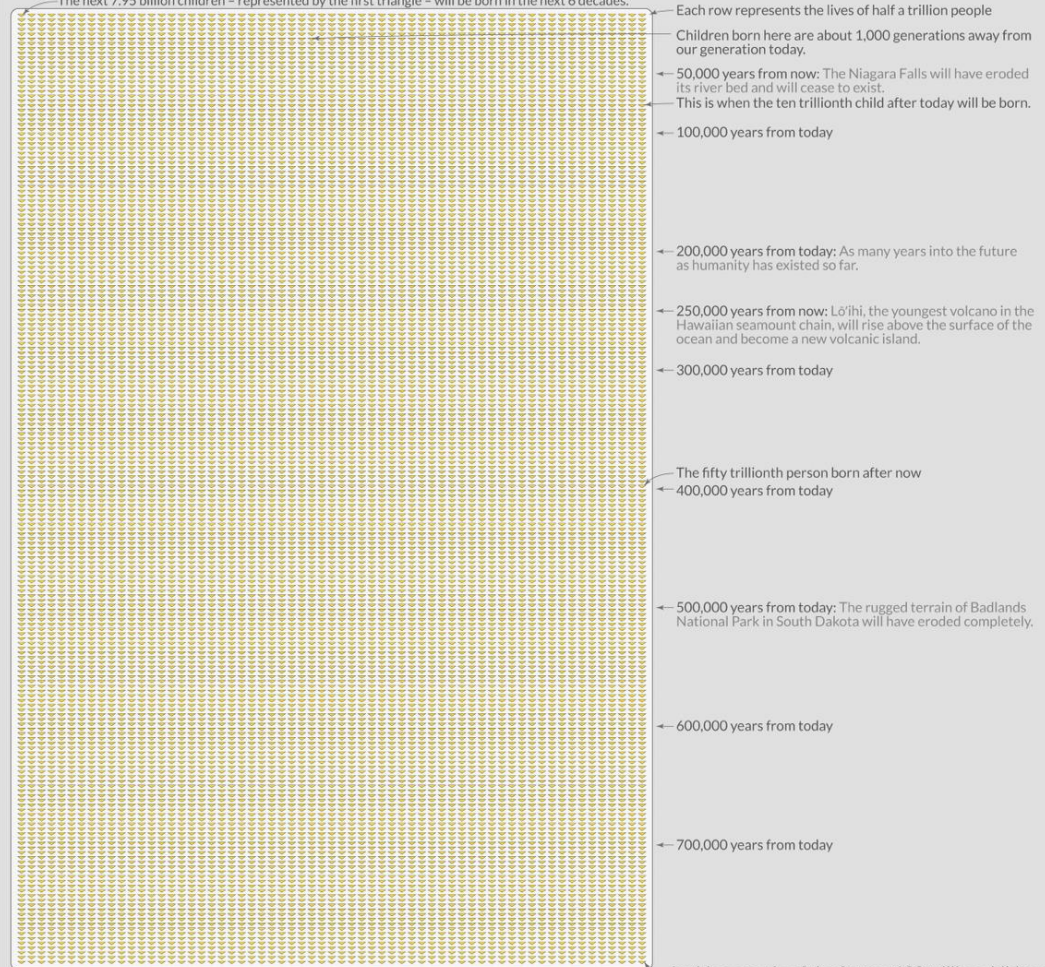 The next 7.95 billion children – represented by the first triangle – will be born in the next 6 decades.
Each row represents the lives of half a trillion people
Children born here are about 1,000 generations away from
our generation today.
50,000 years from now: The Niagara Falls will have eroded
its river bed and will cease to exist.
This is when the ten trillionth child after today will be born.
100,000 years from today
200,000 years from today: As many years into the future
as humanity has existed so far.
250,000 years from now: Lō'ihi, the youngest volcano in the
Hawaiian seamount chain, will rise above the surface of the
ocean and become a new volcanic island.
300,000 years from today
The fifty trillionth person born after now
400,000 years from today
500,000 years from today: The rugged terrain of Badlands
National Park in South Dakota will have eroded completely.
600,000 years from today
700,000 years from today